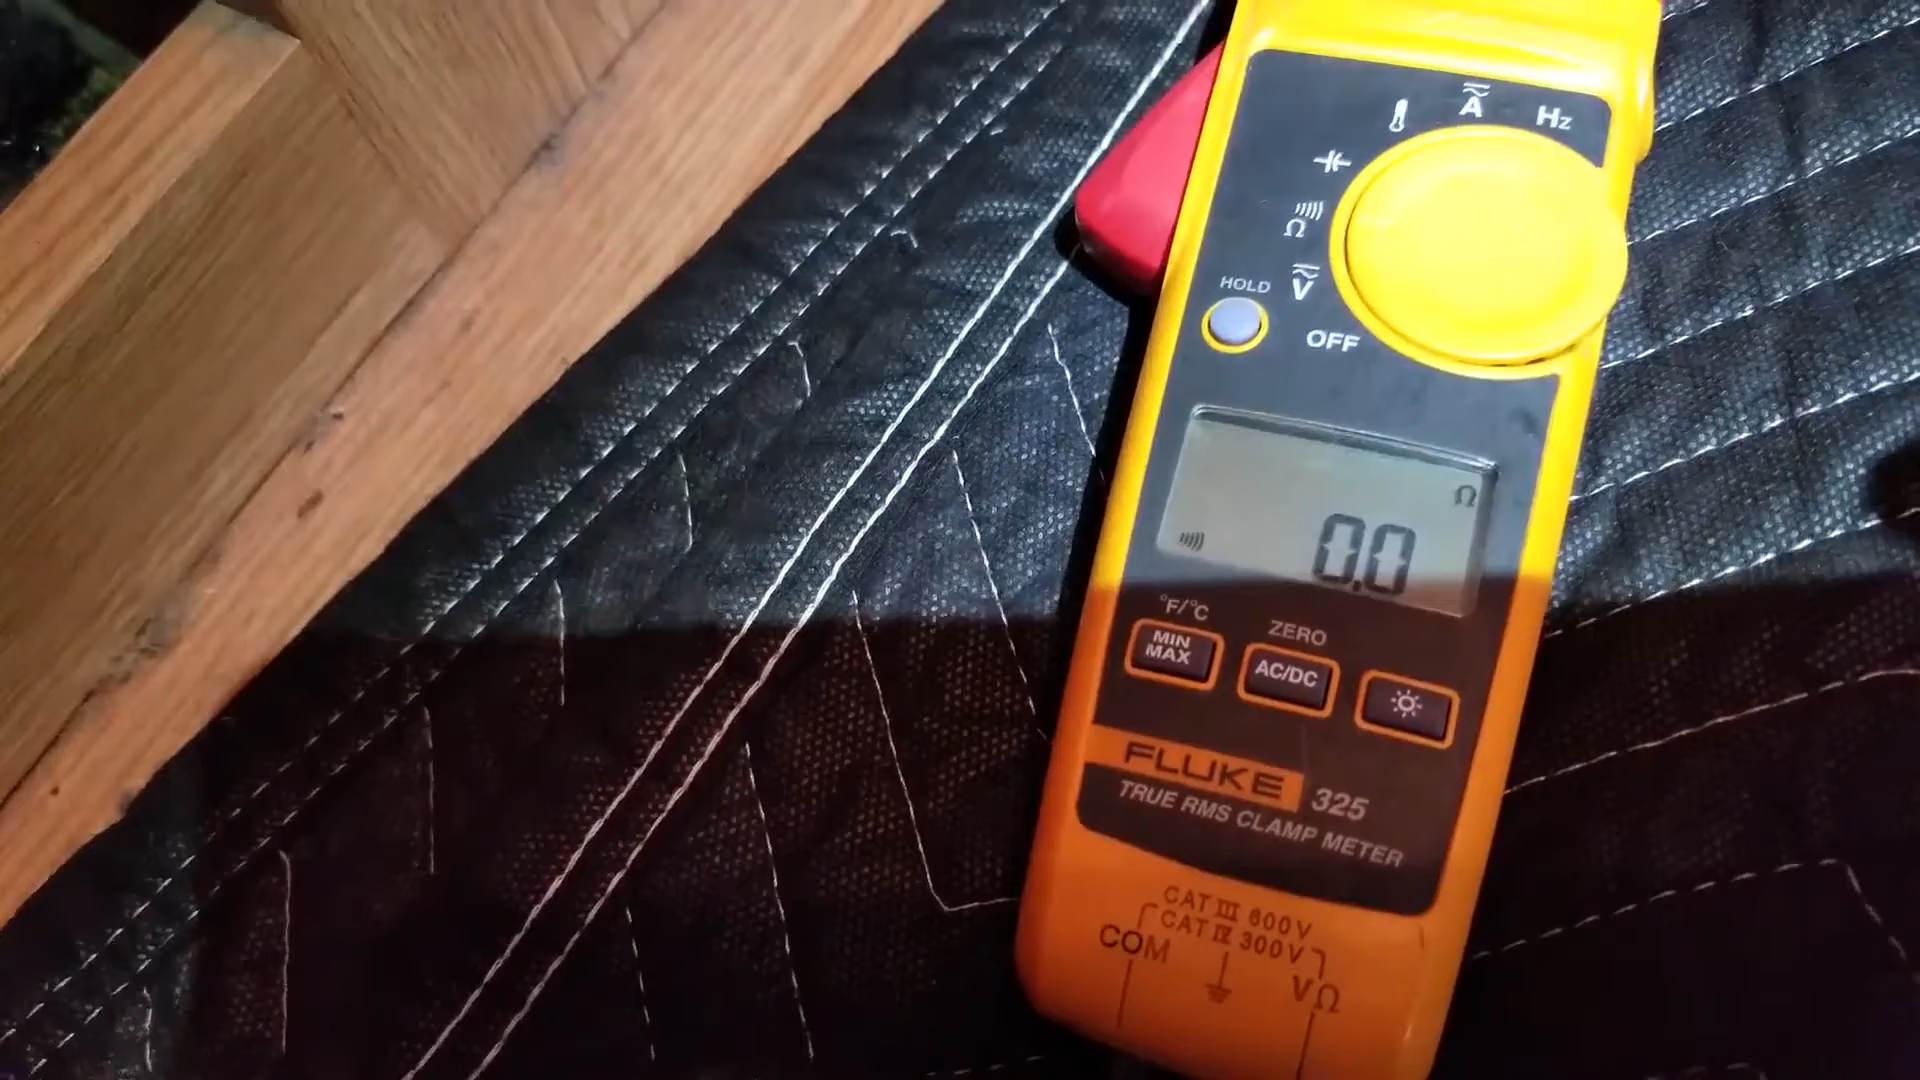 A Hz
Ω
HOLD V
OFF
Ω
0.0
°F/°C ZERO
MIN MAX AC/DC
FLUKE 325
TRUE RMS CLAMP METER
CAT III 600V
CAT IV 300V
COM VΩ